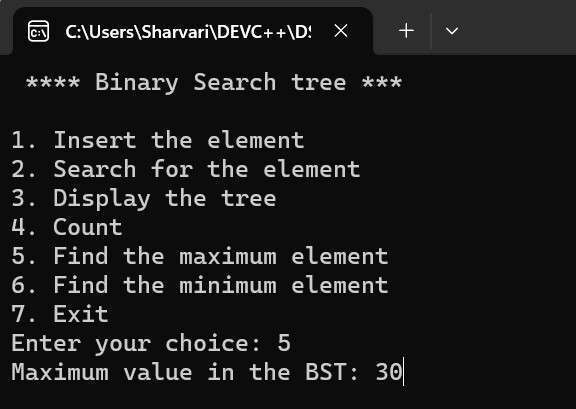 C:\Users\Sharvari\DEVC++\D
**** Binary Search tree ***
1. Insert the element
2. Search for the element
3. Display the tree
4. Count
5. Find the maximum element
6. Find the minimum element
7. Exit
Enter your choice: 5
Maximum value in the BST: 30